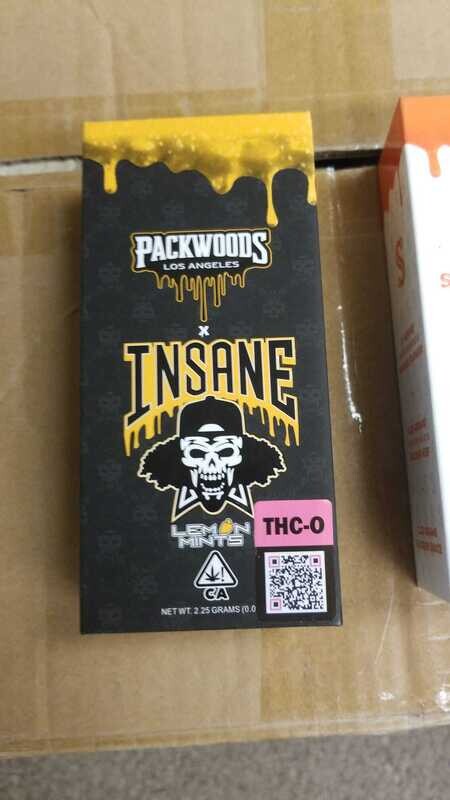 PACKWOODS
LOS ANGELES
X
INSANE
LEMON
MINTS
THC-O
CA
NET WT. 2.25 GRAMS (0.0
S